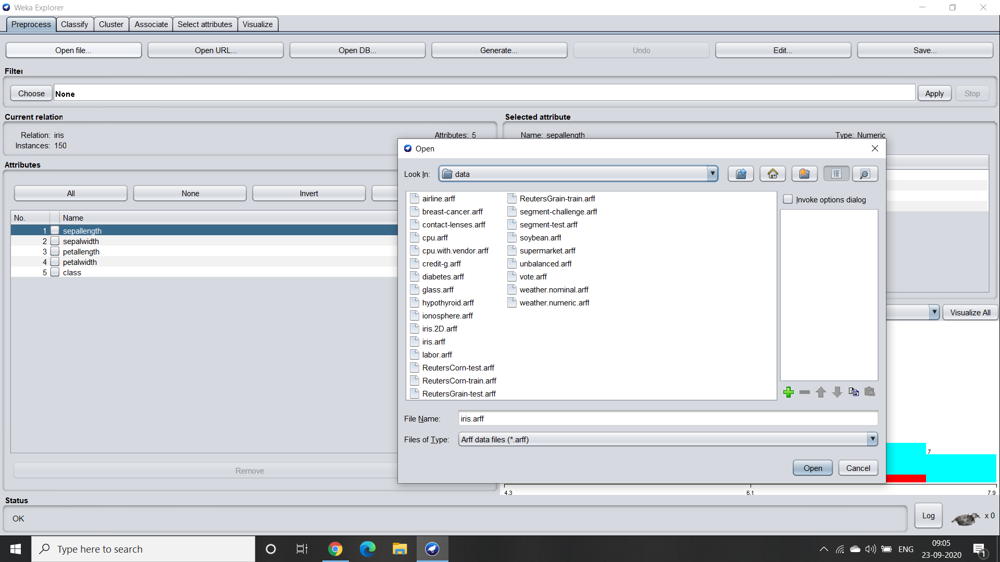 Weka Explorer
Preprocess Classify Cluster Associate Select attributes Visualize
Open file... Open URL... Open DB... Generate... Undo Edit... Save...
Filter
Choose None Apply Stop
Current relation
Relation: iris Attributes: 5
Instances: 150
Selected attribute
Name: sepallength Type: Numeric
Attributes
All None Invert
No. Name
1 sepallength
2 sepalwidth
3 petallength
4 petalwidth
5 class
Remove
Open
Look In: data
airline.arff
breast-cancer.arff
contact-lenses.arff
cpu.arff
cpu.with.vendor.arff
credit-g.arff
diabetes.arff
glass.arff
hypothyroid.arff
ionosphere.arff
iris.2D.arff
iris.arff
labor.arff
ReutersCorn-test.arff
ReutersCorn-train.arff
ReutersGrain-test.arff
ReutersGrain-train.arff
segment-challenge.arff
segment-test.arff
soybean.arff
supermarket.arff
unbalanced.arff
vote.arff
weather.nominal.arff
weather.numeric.arff
Invoke options dialog
File Name: iris.arff
Files of Type: Arff data files (*.arff)
Open Cancel
Visualize All
7
4.3 6.1 7.9
Status
OK
Log x 0
Type here to search
ENG
09:05
23-09-2020
1